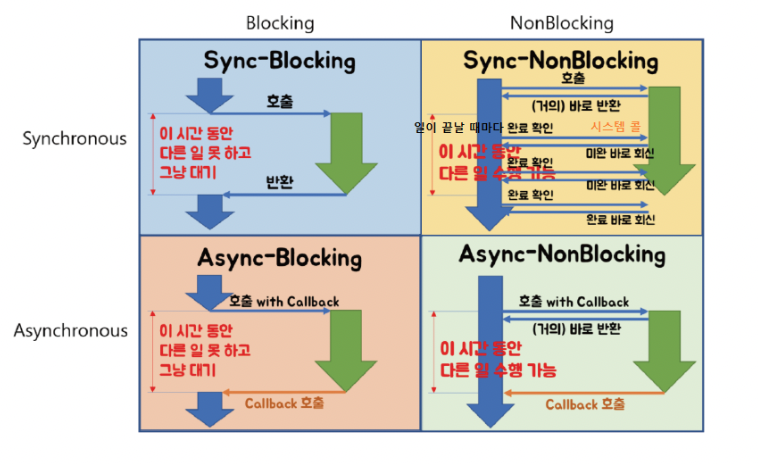 Blocking
NonBlocking
Synchronous
Sync-Blocking
호출
이 시간 동안
다른 일 못 하고
그냥 대기
반환
Sync-NonBlocking
호출
(거의) 바로 반환
일이 끝날 때마다 완료 확인
시스템 콜
미완 바로 회신
이 시간 동안
다른 일 수행 가능
완료 확인
미완 바로 회신
완료 확인
완료 바로 회신
Asynchronous
Async-Blocking
호출 with Callback
이 시간 동안
다른 일 못 하고
그냥 대기
Callback 호출
Async-NonBlocking
호출 with Callback
(거의) 바로 반환
이 시간 동안
다른 일 수행 가능
Callback 호출